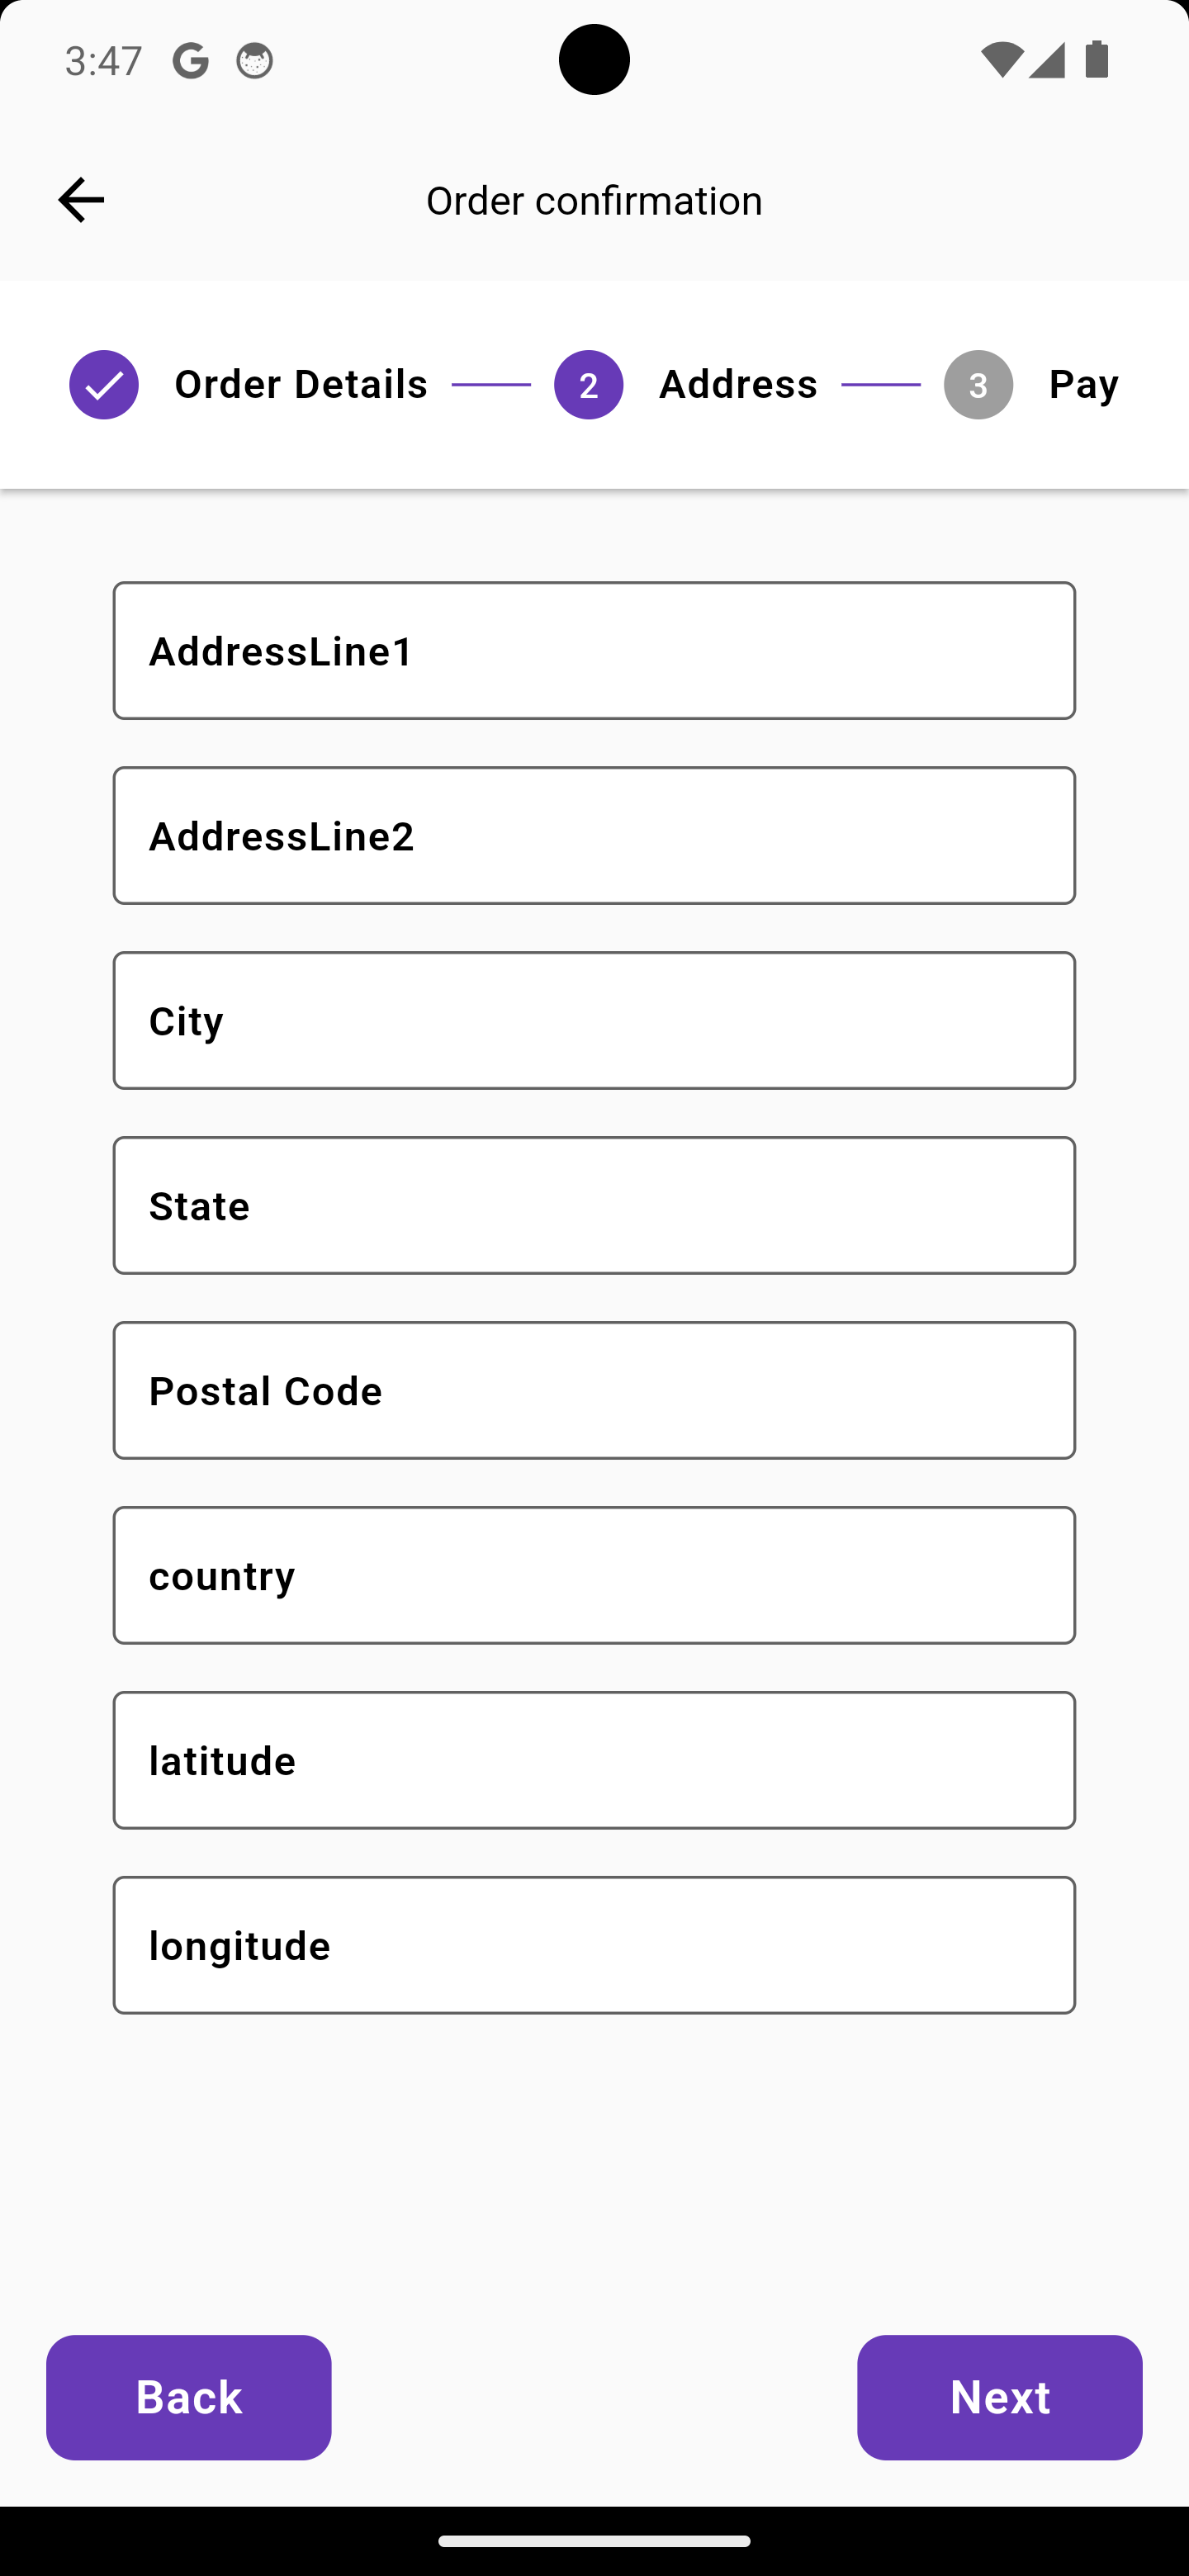 3:47
Order confirmation
Order Details 2 Address 3 Pay
AddressLine1
AddressLine2
City
State
Postal Code
country
latitude
longitude
Back Next